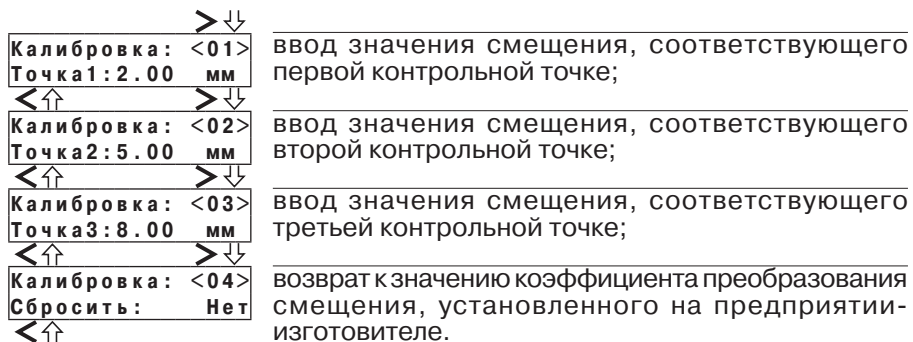 Калибровка: <01>
Точка1:2.00 мм
ввод значения смещения, соответствующего
первой контрольной точке;
Калибровка: <02>
Точка2:5.00 мм
ввод значения смещения, соответствующего
второй контрольной точке;
Калибровка: <03>
Точка3:8.00 мм
ввод значения смещения, соответствующего
третьей контрольной точке;
Калибровка: <04>
Сбросить: Нет
возврат к значению коэффициента преобразования
смещения, установленного на предприятии-
изготовителе.